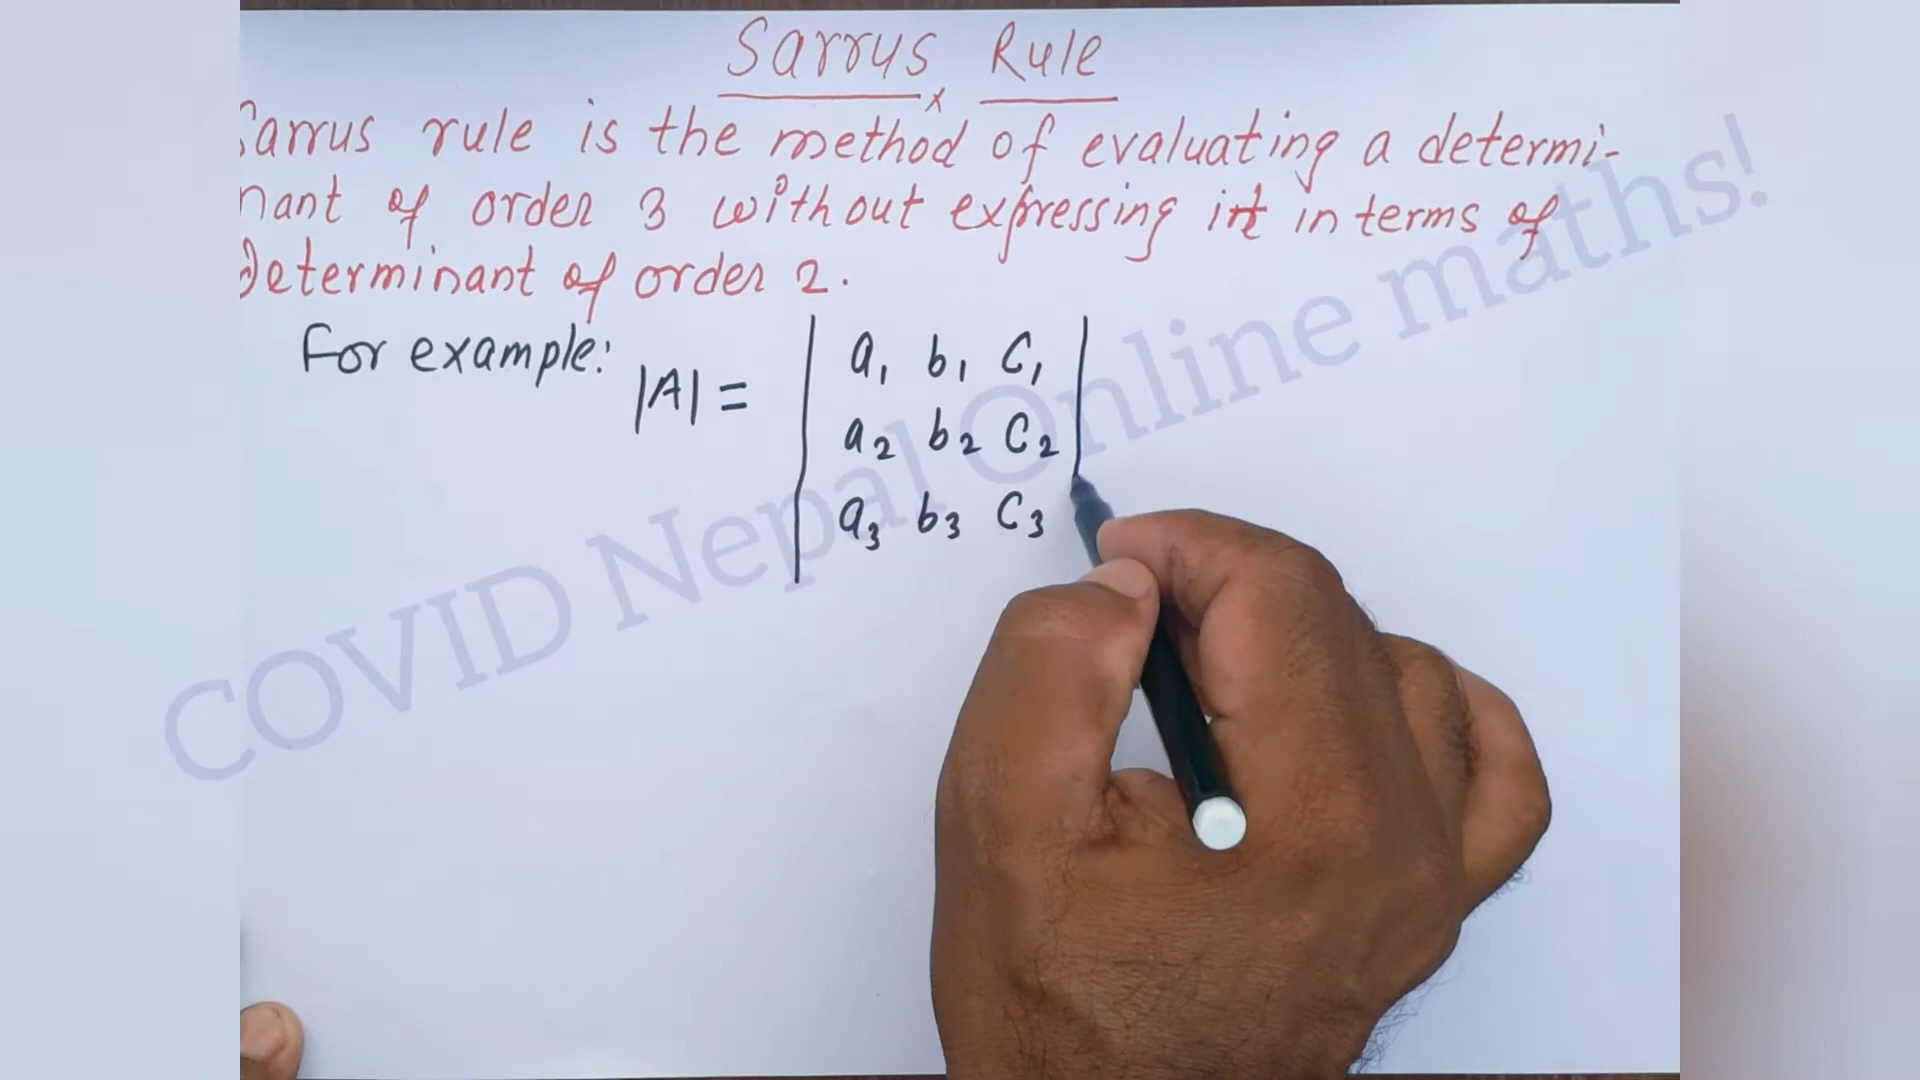 Sarrus Rule
Sarrus rule is the method of evaluating a determi-
nant of order 3 without expressing it in terms of
Determinant of order 2.
For example:
|A| =
a₁ b₁ c₁
a₂ b₂ c₂
a₃ b₃ c₃
COVID Nepal Online maths!